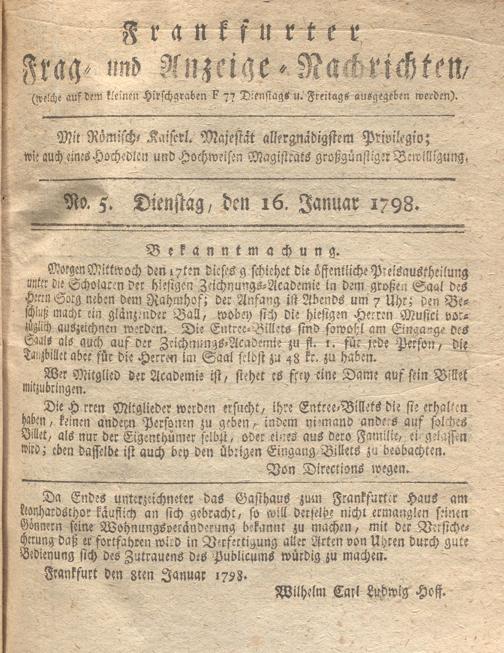 Frankfurter
Frag- und Anzeige-Nachrichten,
(welche auf dem kleinen Hirschgraben F 77 Dienstags u. Freitags ausgegeben werden).
Mit Römisch- Kaiserl. Majestät allergnädigstem Privilegio;
wie auch eines Hochedlen und Hochweisen Magistrats großgünstiger Bewilligung.
No. 5. Dienstag, den 16. Januar 1798.
Bekanntmachung.
Morgen Mittwoch den 17ten dieses g schiehet die öffentliche Preisaustheilung
unter die Scholaren der hiesigen Zeichnungs-Academie in dem großen Saal des
Herrn Sorg neben dem Rahmhof; der Anfang ist Abends um 7 Uhr; den Be-
schluß macht ein glänzender Ball, wobey sich die hiesigen Herren Musici vor-
züglich auszeichnen werden. Die Entree-Billets sind sowohl am Eingange des
Saals als auch auf der Zeichnungs-Academie zu fl. 1. für jede Person, die
Tanzbillet aber für die Herren im Saal selbst zu 48 kr. zu haben.
Wer Mitglied der Academie ist, stehet es frey eine Dame auf sein Billet
mitzubringen.
Die H rren Mitglieder werden ersucht, ihre Entree-Billets die sie erhalten
haben, keinen andern Personen zu geben, indem niemand anders auf solches
Billet, als nur der Eigenthümer selbst, oder eines aus dero Familie, ei gelassen
wird; eben dasselbe ist auch bey den übrigen Eingang-Billets zu beobachten.
Von Directions wegen.
Da Endes unterzeichneter das Gasthaus zum Frankfurter Haus am
Leonhardsthor käuflich an sich gebracht, so will derselbe nicht ermanglen seinen
Gönnern seine Wohnungsveränderung bekannt zu machen, mit der Versiche-
cherung daß er fortfahren wird in Verfertigung aller Arten von Uhren durch gute
Bedienung sich des Zutrauens des Publicums würdig zu machen.
Frankfurt den 8ten Januar 1798.
Wilhelm Carl Ludwig Hoff.